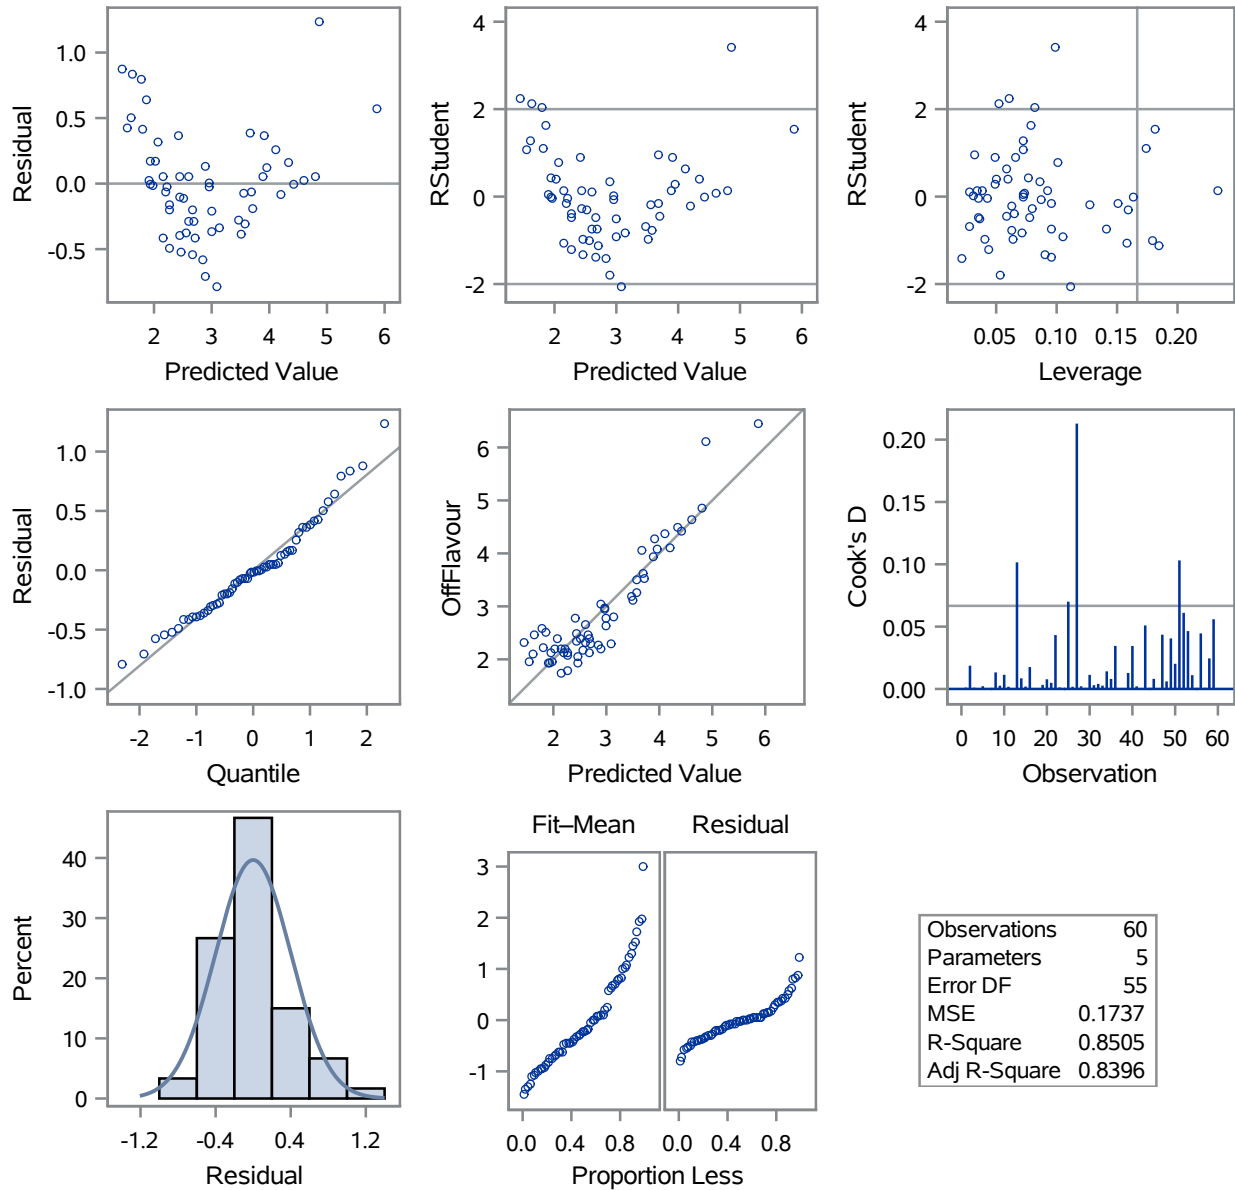 1.0
0.5
0.0
-0.5
Residual
2 3 4 5 6
Predicted Value
4
2
0
-2
RStudent
2 3 4 5 6
Predicted Value
4
2
0
-2
RStudent
0.05 0.10 0.15 0.20
Leverage
1.0
0.5
0.0
-0.5
-1.0
Residual
-2 -1 0 1 2
Quantile
6
5
4
3
2
OffFlavour
2 3 4 5 6
Predicted Value
0.20
0.15
0.10
0.05
0.00
Cook's D
0 10 20 30 40 50 60
Observation
40
30
20
10
0
Percent
-1.2 -0.4 0.4 1.2
Residual
Fit–Mean Residual
3
2
1
0
-1
0.0 0.4 0.8 0.0 0.4 0.8
Proportion Less
Observations 60
Parameters 5
Error DF 55
MSE 0.1737
R-Square 0.8505
Adj R-Square 0.8396